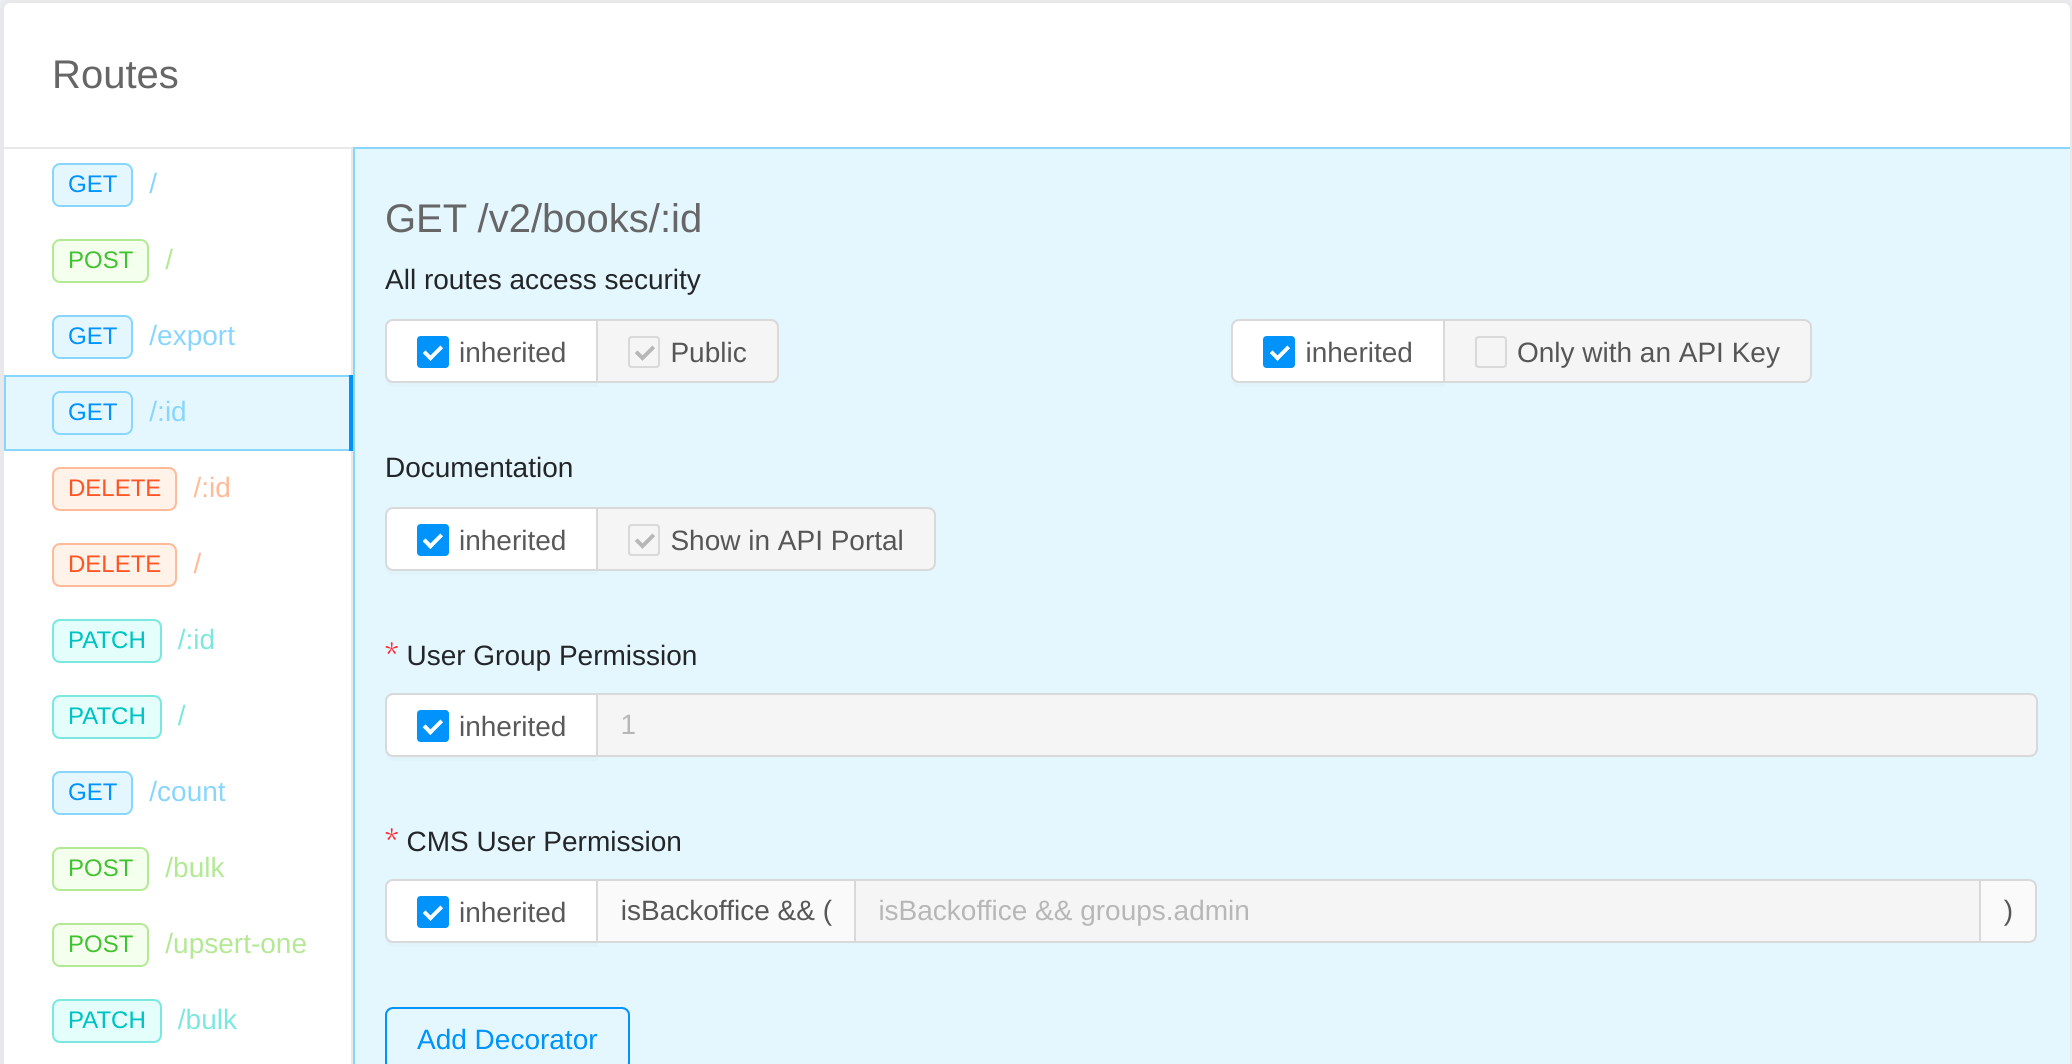 Routes
GET /
POST /
GET /export
GET /:id
DELETE /:id
DELETE /
PATCH /:id
PATCH /
GET /count
POST /bulk
POST /upsert-one
PATCH /bulk
GET /v2/books/:id
All routes access security
inherited Public inherited Only with an API Key
Documentation
inherited Show in API Portal
* User Group Permission
inherited 1
* CMS User Permission
inherited isBackoffice && ( isBackoffice && groups.admin )
Add Decorator